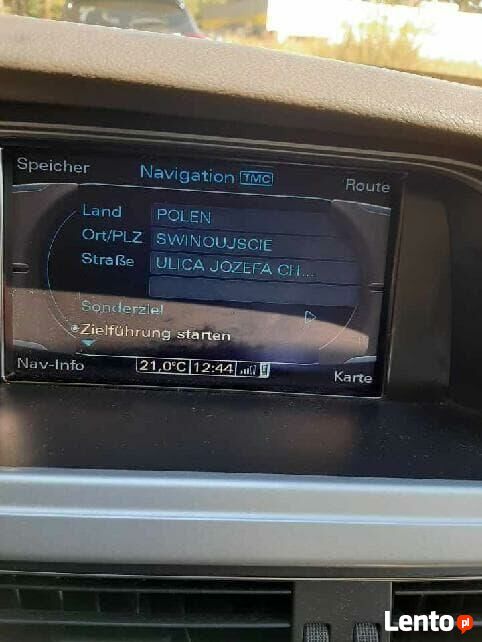 Speicher
Navigation TMC
Route
Land POLEN
Ort/PLZ SWINOUJSCIE
Straße ULICA JOZEFA CH...
Sonderziel
Zielführung starten
Nav-Info
21,0°C 12:44
Karte
Lento.pl